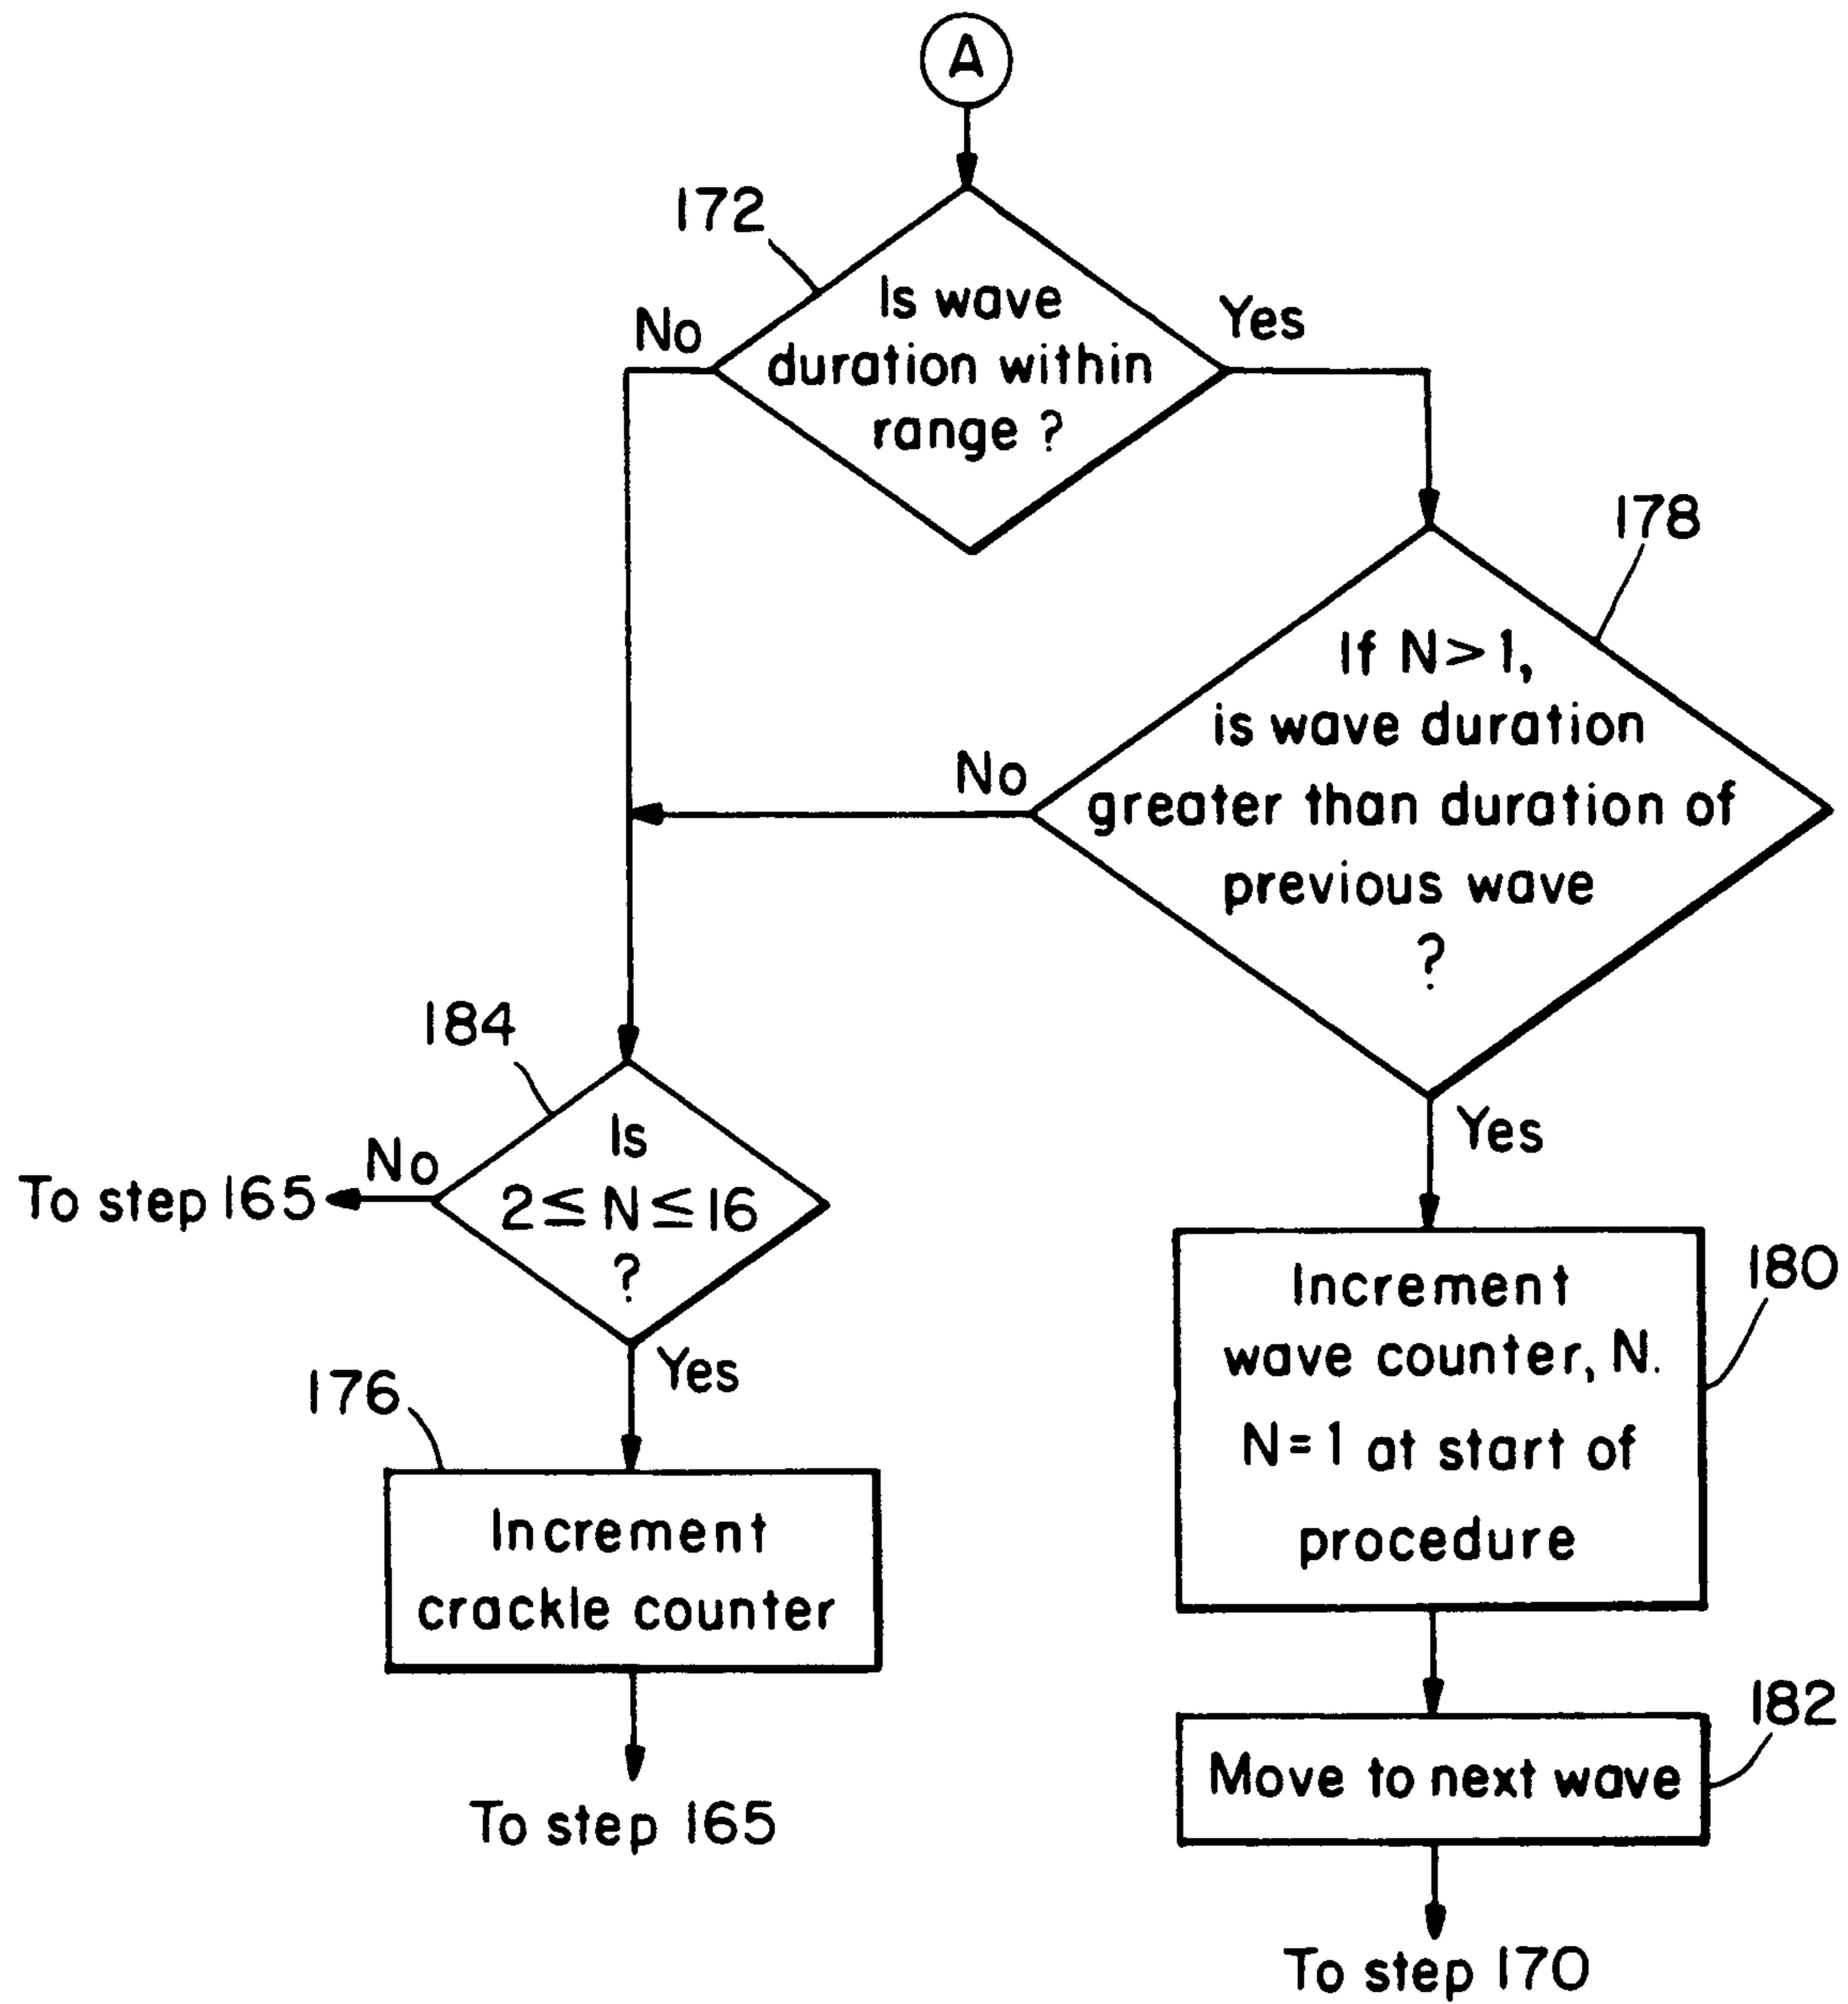 A
172
Is wave
duration within
range ?
No
Yes
178
If N > 1,
is wave duration
greater than duration of
previous wave
?
No
Yes
184
Is
2 ≤ N ≤ 16
?
No
To step 165
Yes
176
Increment
crackle counter
To step 165
180
Increment
wave counter, N.
N = 1 at start of
procedure
182
Move to next wave
To step 170